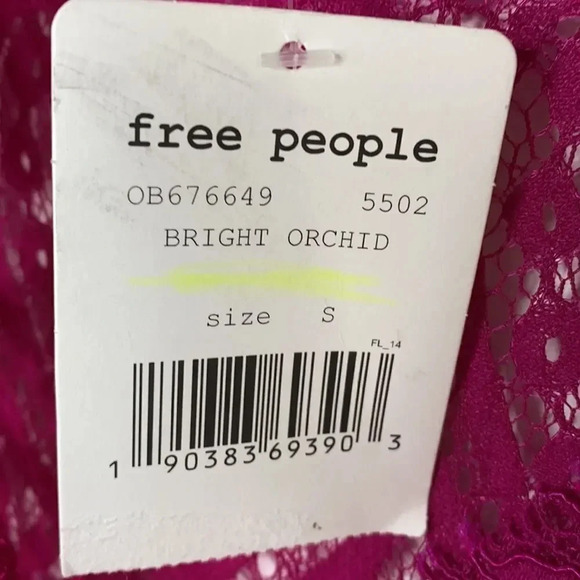 free people
OB676649 5502
BRIGHT ORCHID
size S
FL_14
1 90383 69390 3